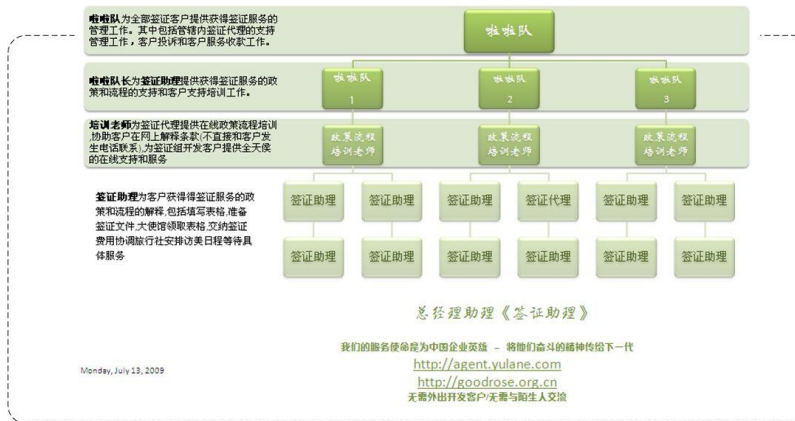 啦啦队为全部签证客户提供获得签证服务的
管理工作。其中包括管辖内签证代理的支持
管理工作，客户投诉和客户服务收款工作。
啦啦队
啦啦队长为签证助理提供获得签证服务的政
策和流程的支持和客户支持培训工作。
啦啦队
1
啦啦队
2
啦啦队
3
培训老师为签证代理提供在线政策流程培训
,协助客户在网上解释条款(不直接和客户发
生电话联系),为签证组开发客户提供全天侯
的在线支持和服务
政策流程
培训老师
政策流程
培训老师
政策流程
培训老师
签证助理为客户获得得签证服务的政
策和流程的解释,包括填写表格,准备
签证文件,大使馆领取表格,交纳签证
费用协调旅行社安排访美日程等待具
体服务
签证助理 签证助理 签证助理 签证代理 签证助理 签证助理
签证助理 签证助理 签证助理 签证助理 签证助理 签证助理
总经理助理《签证助理》
我们的服务使命是为中国企业英雄 – 将他们奋斗的精神传给下一代
http://agent.yulane.com
http://goodrose.org.cn
无需外出开发客户/无需与陌生人交流
Monday, July 13, 2009